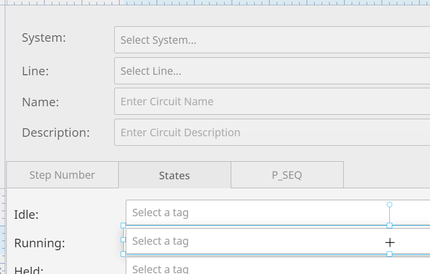 System: Select System...
Line: Select Line...
Name: Enter Circuit Name
Description: Enter Circuit Description
Step Number States P_SEQ
Idle: Select a tag
Running: Select a tag
Held: Select a tag